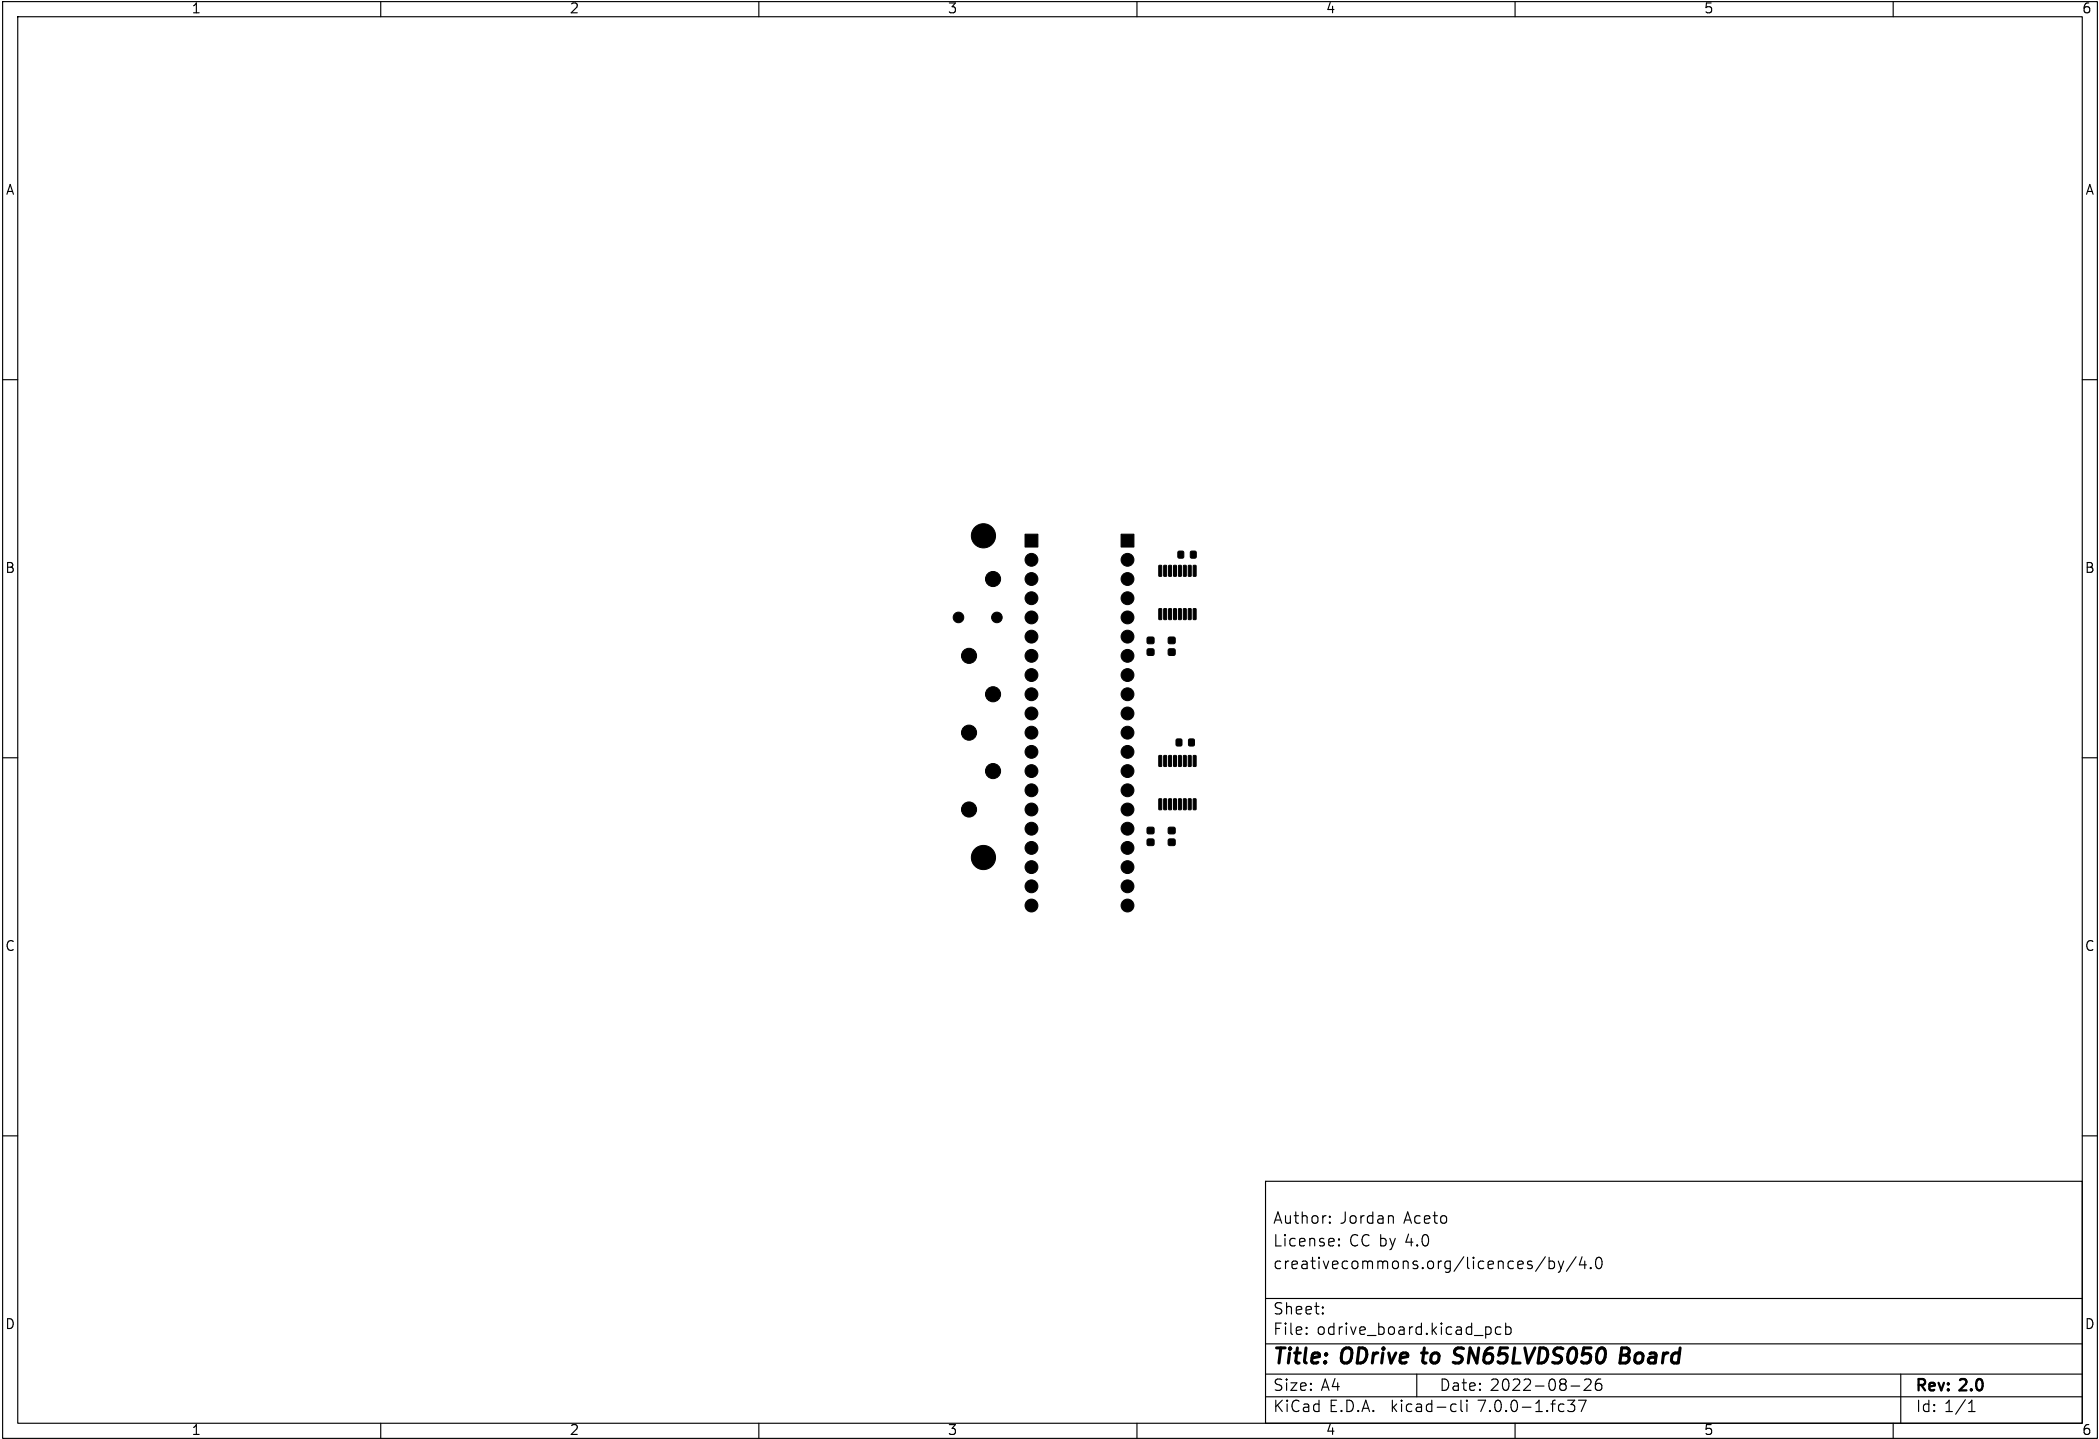 1 2 3 4 5 6
A A
B B
C C
D D
Author: Jordan Aceto
License: CC by 4.0
creativecommons.org/licences/by/4.0
Sheet:
File: odrive_board.kicad_pcb
Title: ODrive to SN65LVDS050 Board
Size: A4 Date: 2022-08-26 Rev: 2.0
KiCad E.D.A. kicad-cli 7.0.0-1.fc37 Id: 1/1
1 2 3 4 5 6